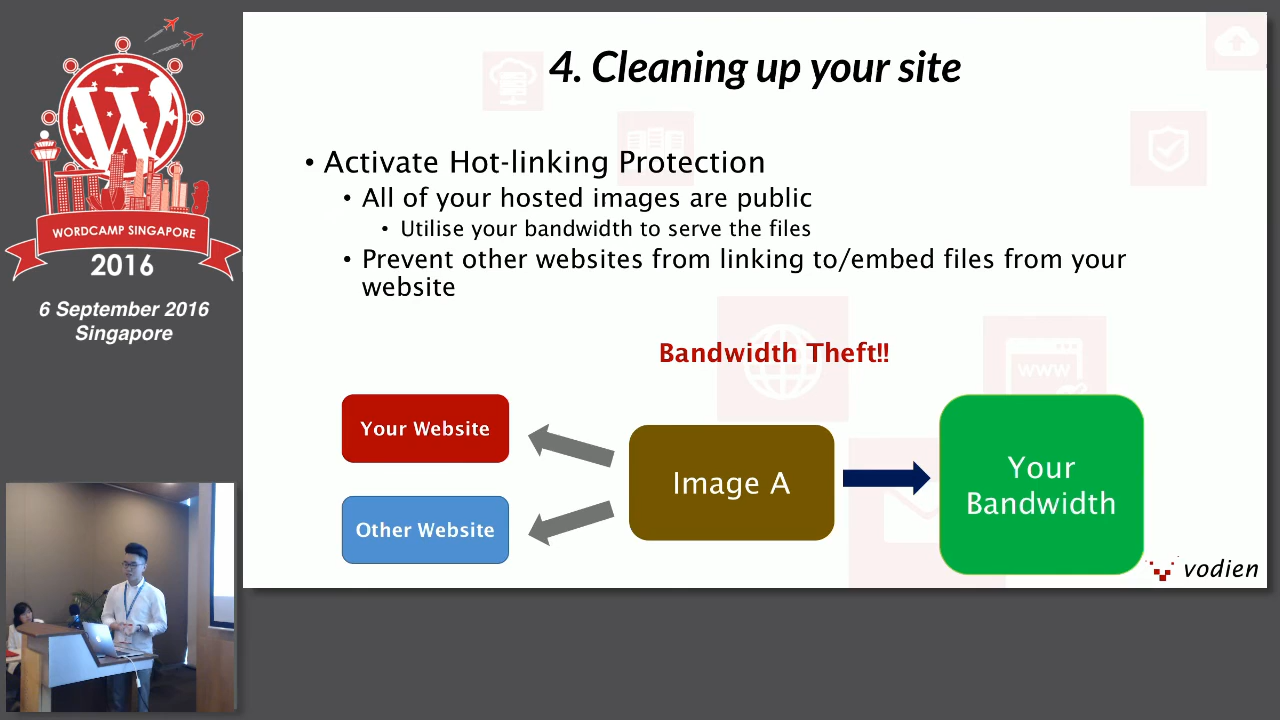 WORDCAMP SINGAPORE
2016
6 September 2016
Singapore
4. Cleaning up your site
• Activate Hot-linking Protection
• All of your hosted images are public
• Utilise your bandwidth to serve the files
• Prevent other websites from linking to/embed files from your
website
Bandwidth Theft!!
www
Your Website
Other Website
Image A
Your
Bandwidth
vodien